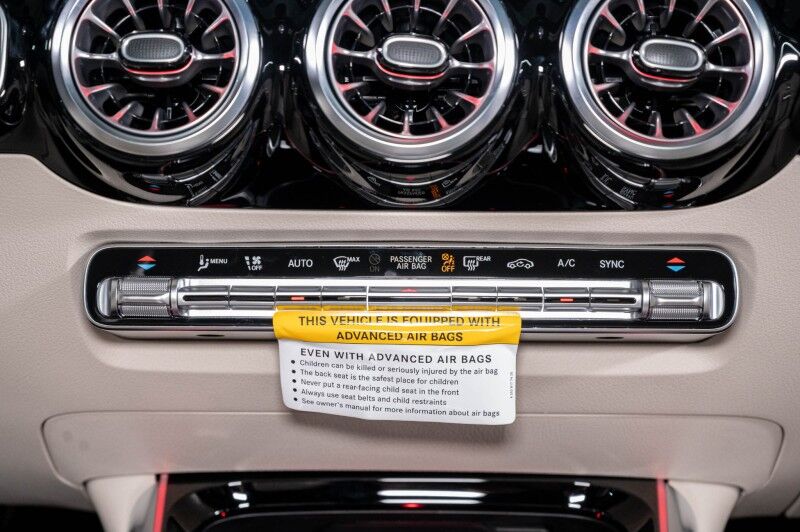 MENU OFF AUTO MAX ON PASSENGER AIR BAG OFF REAR A/C SYNC
THIS VEHICLE IS EQUIPPED WITH
ADVANCED AIR BAGS
EVEN WITH ADVANCED AIR BAGS
• Children can be killed or seriously injured by the air bag
• The back seat is the safest place for children
• Never put a rear-facing child seat in the front
• Always use seat belts and child restraints
• See owner's manual for more information about air bags